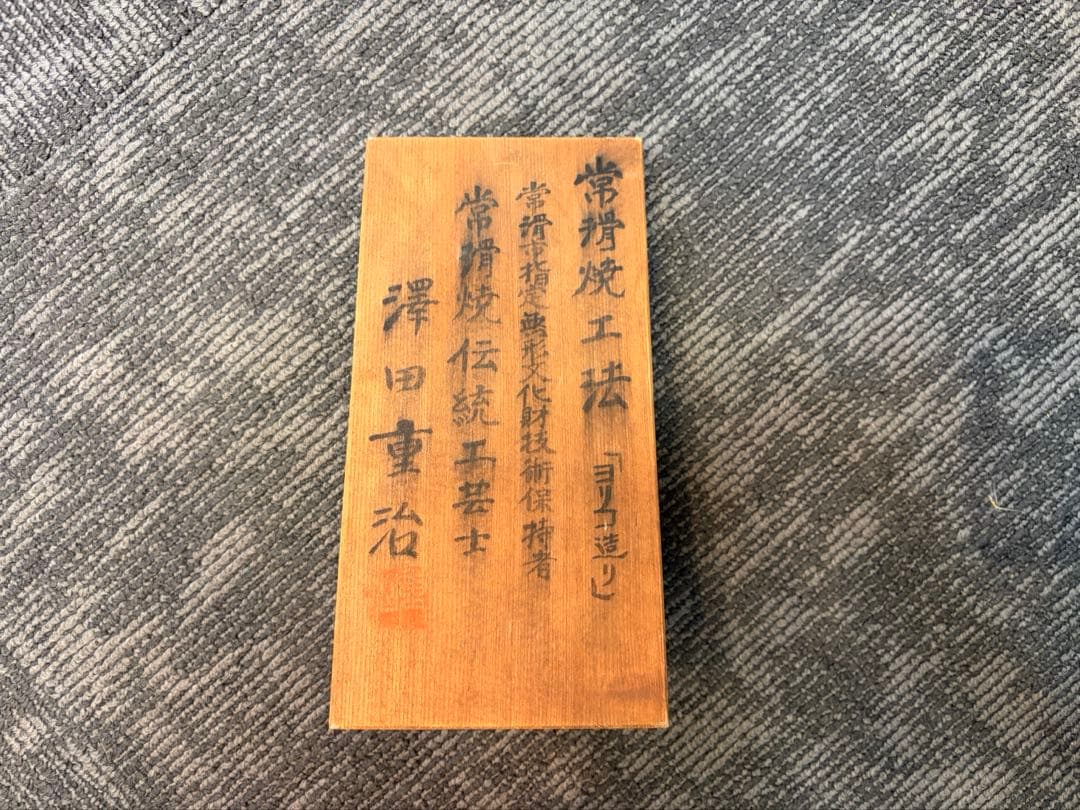 常滑焼工法「ヨリコ造り」
常滑市指定無形文化財技術保持者
常滑焼伝統工芸士
澤田重治